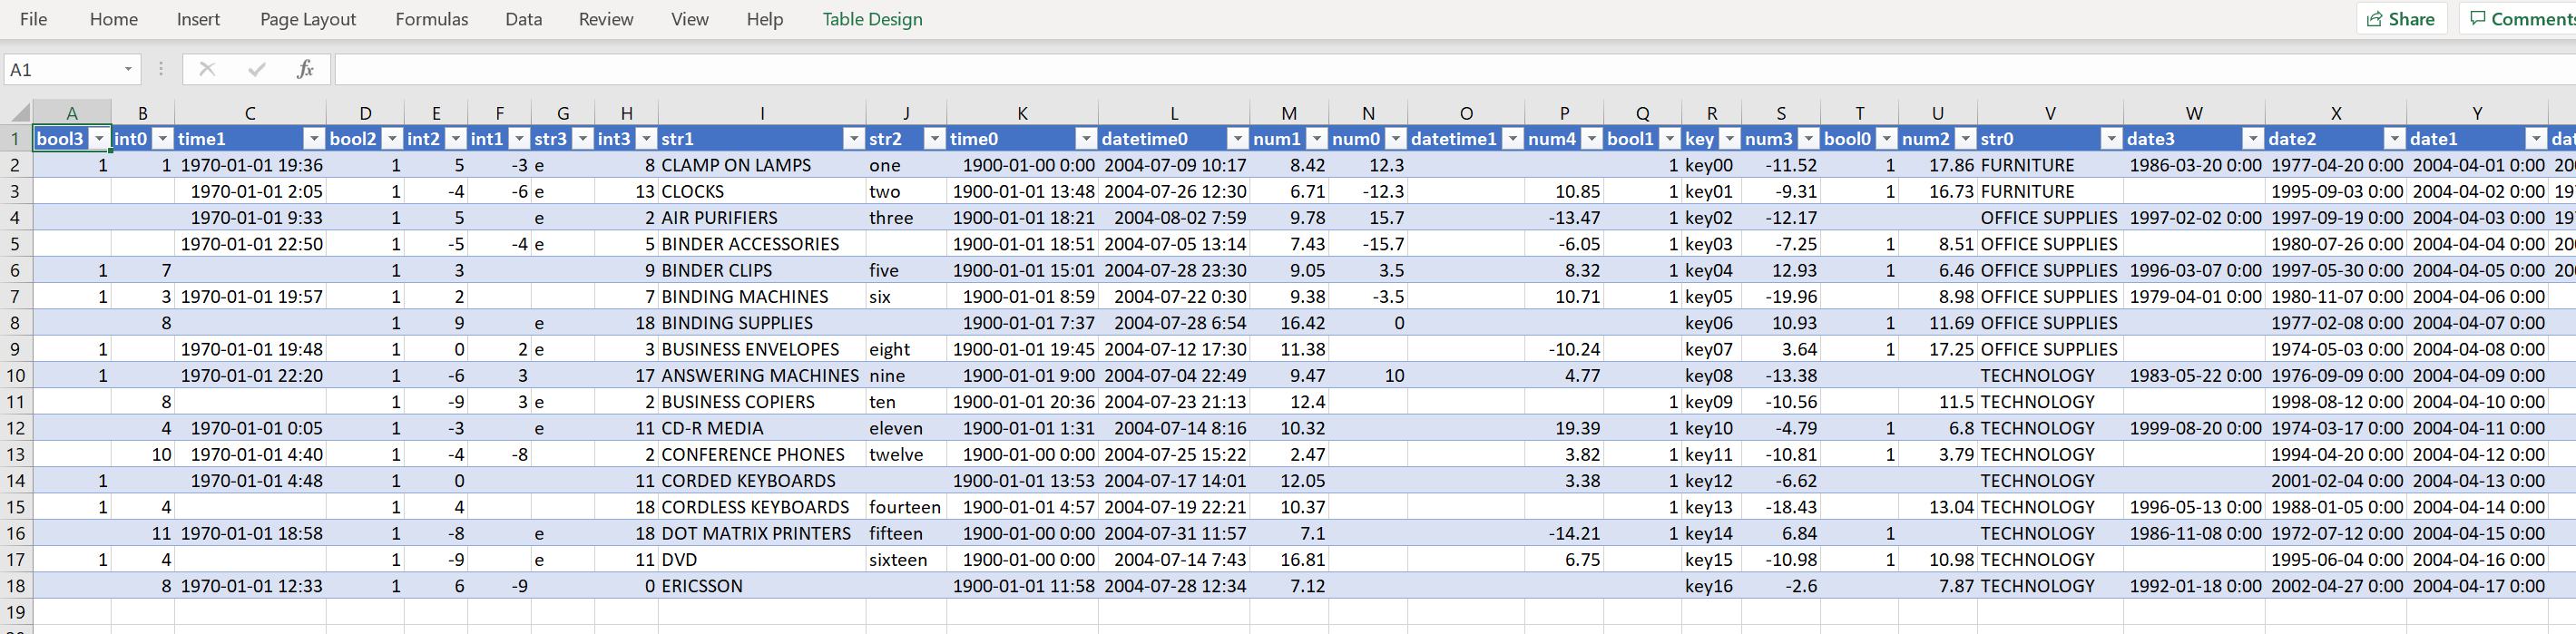 File Home Insert Page Layout Formulas Data Review View Help Table Design Share Comments
A1 fx
A B C D E F G H I J K L M N O P Q R S T U V W X Y
1 bool3 int0 time1 bool2 int2 int1 str3 int3 str1 str2 time0 datetime0 num1 num0 datetime1 num4 bool1 key num3 bool0 num2 str0 date3 date2 date1 dat
2 1 1 1970-01-01 19:36 1 5 -3 e 8 CLAMP ON LAMPS one 1900-01-00 0:00 2004-07-09 10:17 8.42 12.3 1 key00 -11.52 1 17.86 FURNITURE 1986-03-20 0:00 1977-04-20 0:00 2004-04-01 0:00 20
3 1970-01-01 2:05 1 -4 -6 e 13 CLOCKS two 1900-01-01 13:48 2004-07-26 12:30 6.71 -12.3 10.85 1 key01 -9.31 1 16.73 FURNITURE 1995-09-03 0:00 2004-04-02 0:00 19
4 1970-01-01 9:33 1 5 e 2 AIR PURIFIERS three 1900-01-01 18:21 2004-08-02 7:59 9.78 15.7 -13.47 1 key02 -12.17 OFFICE SUPPLIES 1997-02-02 0:00 1997-09-19 0:00 2004-04-03 0:00 19
5 1970-01-01 22:50 1 -5 -4 e 5 BINDER ACCESSORIES 1900-01-01 18:51 2004-07-05 13:14 7.43 -15.7 -6.05 1 key03 -7.25 1 8.51 OFFICE SUPPLIES 1980-07-26 0:00 2004-04-04 0:00 20
6 1 7 1 3 9 BINDER CLIPS five 1900-01-01 15:01 2004-07-28 23:30 9.05 3.5 8.32 1 key04 12.93 1 6.46 OFFICE SUPPLIES 1996-03-07 0:00 1997-05-30 0:00 2004-04-05 0:00 20
7 1 3 1970-01-01 19:57 1 2 7 BINDING MACHINES six 1900-01-01 8:59 2004-07-22 0:30 9.38 -3.5 10.71 1 key05 -19.96 8.98 OFFICE SUPPLIES 1979-04-01 0:00 1980-11-07 0:00 2004-04-06 0:00
8 8 1 9 e 18 BINDING SUPPLIES 1900-01-01 7:37 2004-07-28 6:54 16.42 0 key06 10.93 1 11.69 OFFICE SUPPLIES 1977-02-08 0:00 2004-04-07 0:00
9 1 1970-01-01 19:48 1 0 2 e 3 BUSINESS ENVELOPES eight 1900-01-01 19:45 2004-07-12 17:30 11.38 -10.24 key07 3.64 1 17.25 OFFICE SUPPLIES 1974-05-03 0:00 2004-04-08 0:00
10 1 1970-01-01 22:20 1 -6 3 17 ANSWERING MACHINES nine 1900-01-01 9:00 2004-07-04 22:49 9.47 10 4.77 key08 -13.38 TECHNOLOGY 1983-05-22 0:00 1976-09-09 0:00 2004-04-09 0:00
11 8 1 -9 3 e 2 BUSINESS COPIERS ten 1900-01-01 20:36 2004-07-23 21:13 12.4 1 key09 -10.56 11.5 TECHNOLOGY 1998-08-12 0:00 2004-04-10 0:00
12 4 1970-01-01 0:05 1 -3 e 11 CD-R MEDIA eleven 1900-01-01 1:31 2004-07-14 8:16 10.32 19.39 1 key10 -4.79 1 6.8 TECHNOLOGY 1999-08-20 0:00 1974-03-17 0:00 2004-04-11 0:00
13 10 1970-01-01 4:40 1 -4 -8 2 CONFERENCE PHONES twelve 1900-01-01 0:00 2004-07-25 15:22 2.47 3.82 1 key11 -10.81 1 3.79 TECHNOLOGY 1994-04-20 0:00 2004-04-12 0:00
14 1 1970-01-01 4:48 1 0 11 CORDED KEYBOARDS 1900-01-01 13:53 2004-07-17 14:01 12.05 3.38 1 key12 -6.62 TECHNOLOGY 2001-02-04 0:00 2004-04-13 0:00
15 1 4 1 4 18 CORDLESS KEYBOARDS fourteen 1900-01-01 4:57 2004-07-19 22:21 10.37 1 key13 -18.43 13.04 TECHNOLOGY 1996-05-13 0:00 1988-01-05 0:00 2004-04-14 0:00
16 11 1970-01-01 18:58 1 -8 e 18 DOT MATRIX PRINTERS fifteen 1900-01-00 0:00 2004-07-31 11:57 7.1 -14.21 1 key14 6.84 1 TECHNOLOGY 1986-11-08 0:00 1972-07-12 0:00 2004-04-15 0:00
17 1 4 1 -9 e 11 DVD sixteen 1900-01-00 0:00 2004-07-14 7:43 16.81 6.75 key15 -10.98 1 10.98 TECHNOLOGY 1995-06-04 0:00 2004-04-16 0:00
18 8 1970-01-01 12:33 1 6 -9 0 ERICSSON 1900-01-01 11:58 2004-07-28 12:34 7.12 key16 -2.6 7.87 TECHNOLOGY 1992-01-18 0:00 2002-04-27 0:00 2004-04-17 0:00
19